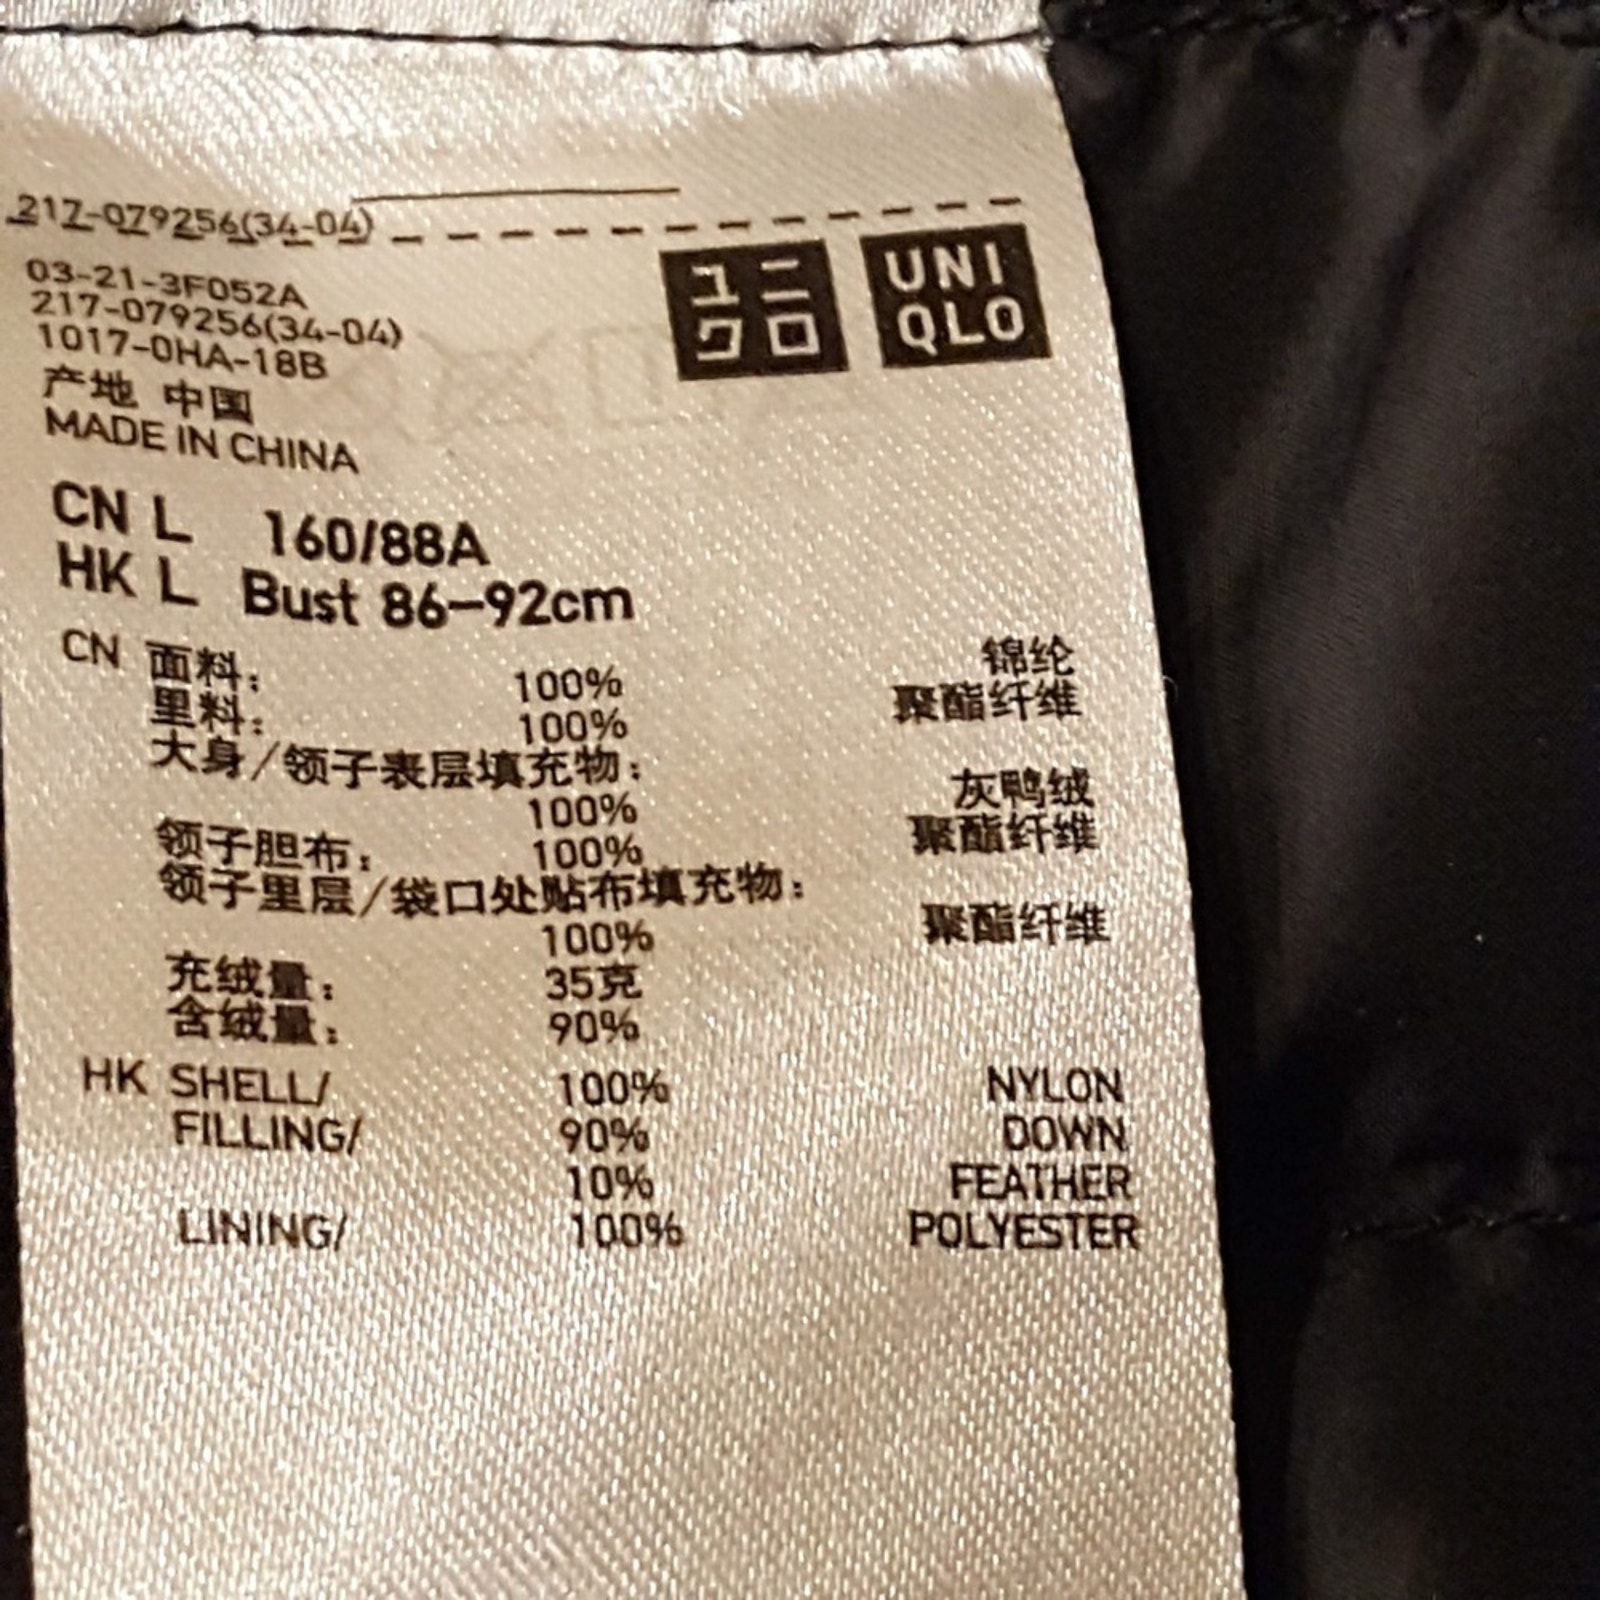 217-079256(34-04)
ユニ
クロ
UNI
QLO
03-21-3F052A
217-079256(34-04)
1017-0HA-18B
产地 中国
MADE IN CHINA
CN L 160/88A
HK L Bust 86-92cm
CN 面料: 100% 锦纶
里料: 100% 聚酯纤维
大身/领子表层填充物:
100% 灰鸭绒
领子胆布: 100% 聚酯纤维
领子里层/袋口处贴布填充物:
100% 聚酯纤维
充绒量: 35克
含绒量: 90%
HK SHELL/ 100% NYLON
FILLING/ 90% DOWN
10% FEATHER
LINING/ 100% POLYESTER